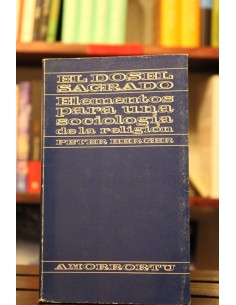 EL DOSEL
SAGRADO
Elementos
para una
sociología
de la religión
PETER BERGER
AMORRORTU